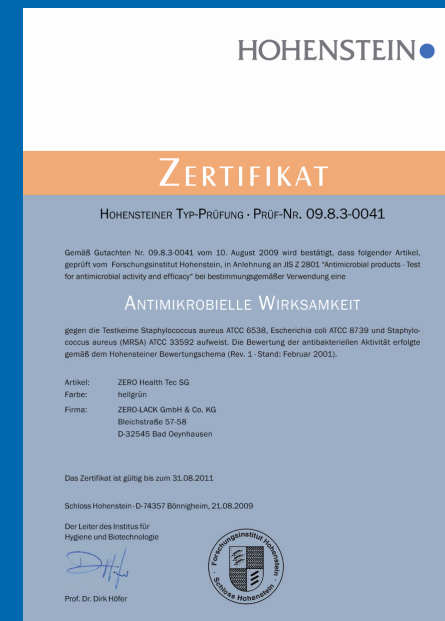 HOHENSTEIN
ZERTIFIKAT
HOHENSTEINER TYP-PRÜFUNG · PRÜF-NR. 09.8.3-0041
Gemäß Gutachten Nr. 09.8.3-0041 vom 10. August 2009 wird bestätigt, dass folgender Artikel,
geprüft vom Forschungsinstitut Hohenstein, in Anlehnung an JIS Z 2801 "Antimicrobial products - Test
for antimicrobial activity and efficacy" bei bestimmungsgemäßer Verwendung eine
ANTIMIKROBIELLE WIRKSAMKEIT
gegen die Testkeime Staphylococcus aureus ATCC 6538, Escherichia coli ATCC 8739 und Staphylo-
coccus aureus (MRSA) ATCC 33592 aufweist. Die Bewertung der antibakteriellen Aktivität erfolgte
gemäß dem Hohensteiner Bewertungschema (Rev. 1 - Stand: Februar 2001).
Artikel: ZERO Health Tec SG
Farbe: hellgrün
Firma: ZERO-LACK GmbH & Co. KG
Bleichstraße 57-58
D-32545 Bad Oeynhausen
Das Zertifikat ist gültig bis zum 31.08.2011
Schloss Hohenstein · D-74357 Bönnigheim, 21.08.2009
Der Leiter des Institus für
Hygiene und Biotechnologie
Prof. Dr. Dirk Höfer
Forschungsinstitut Hohenstein
Schloss Hohenstein